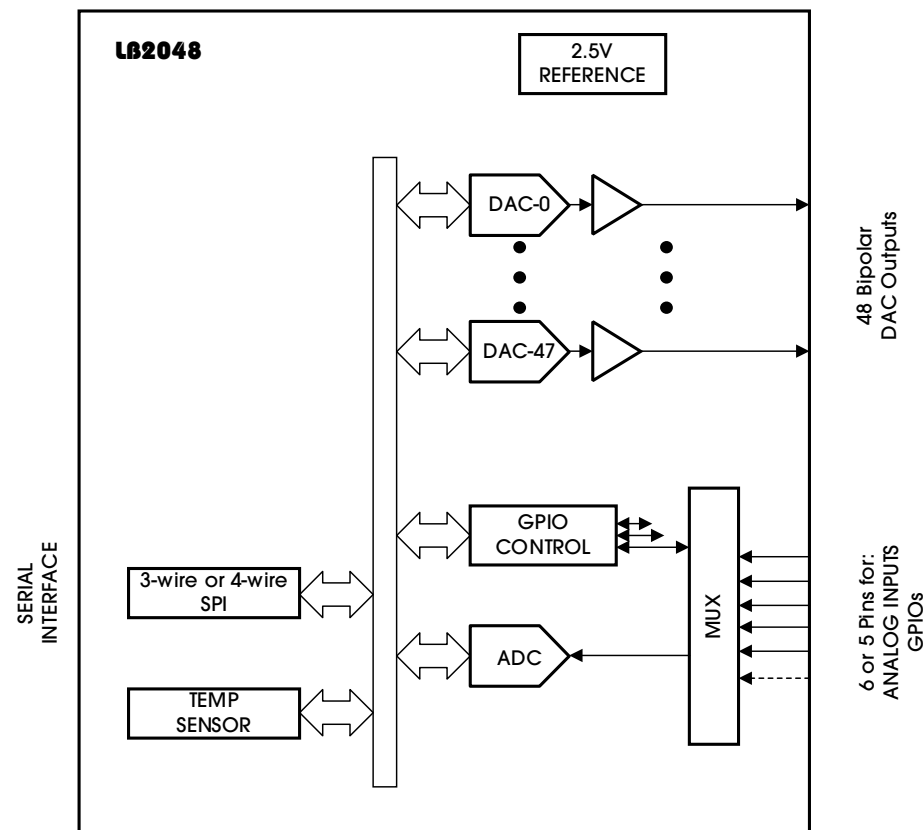 LB2048
2.5V
REFERENCE
DAC-0
DAC-47
48 Bipolar
DAC Outputs
GPIO
CONTROL
SERIAL
INTERFACE
3-wire or 4-wire
SPI
MUX
ADC
6 or 5 Pins for:
ANALOG INPUTS
GPIOs
TEMP
SENSOR